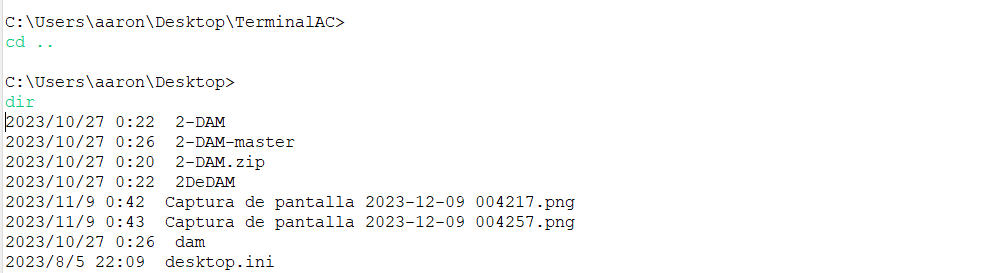 C:\Users\aaron\Desktop\TerminalAC>
cd ..
C:\Users\aaron\Desktop>
dir
2023/10/27 0:22  2-DAM
2023/10/27 0:26  2-DAM-master
2023/10/27 0:20  2-DAM.zip
2023/10/27 0:22  2DeDAM
2023/11/9 0:42  Captura de pantalla 2023-12-09 004217.png
2023/11/9 0:43  Captura de pantalla 2023-12-09 004257.png
2023/10/27 0:26  dam
2023/8/5 22:09  desktop.ini